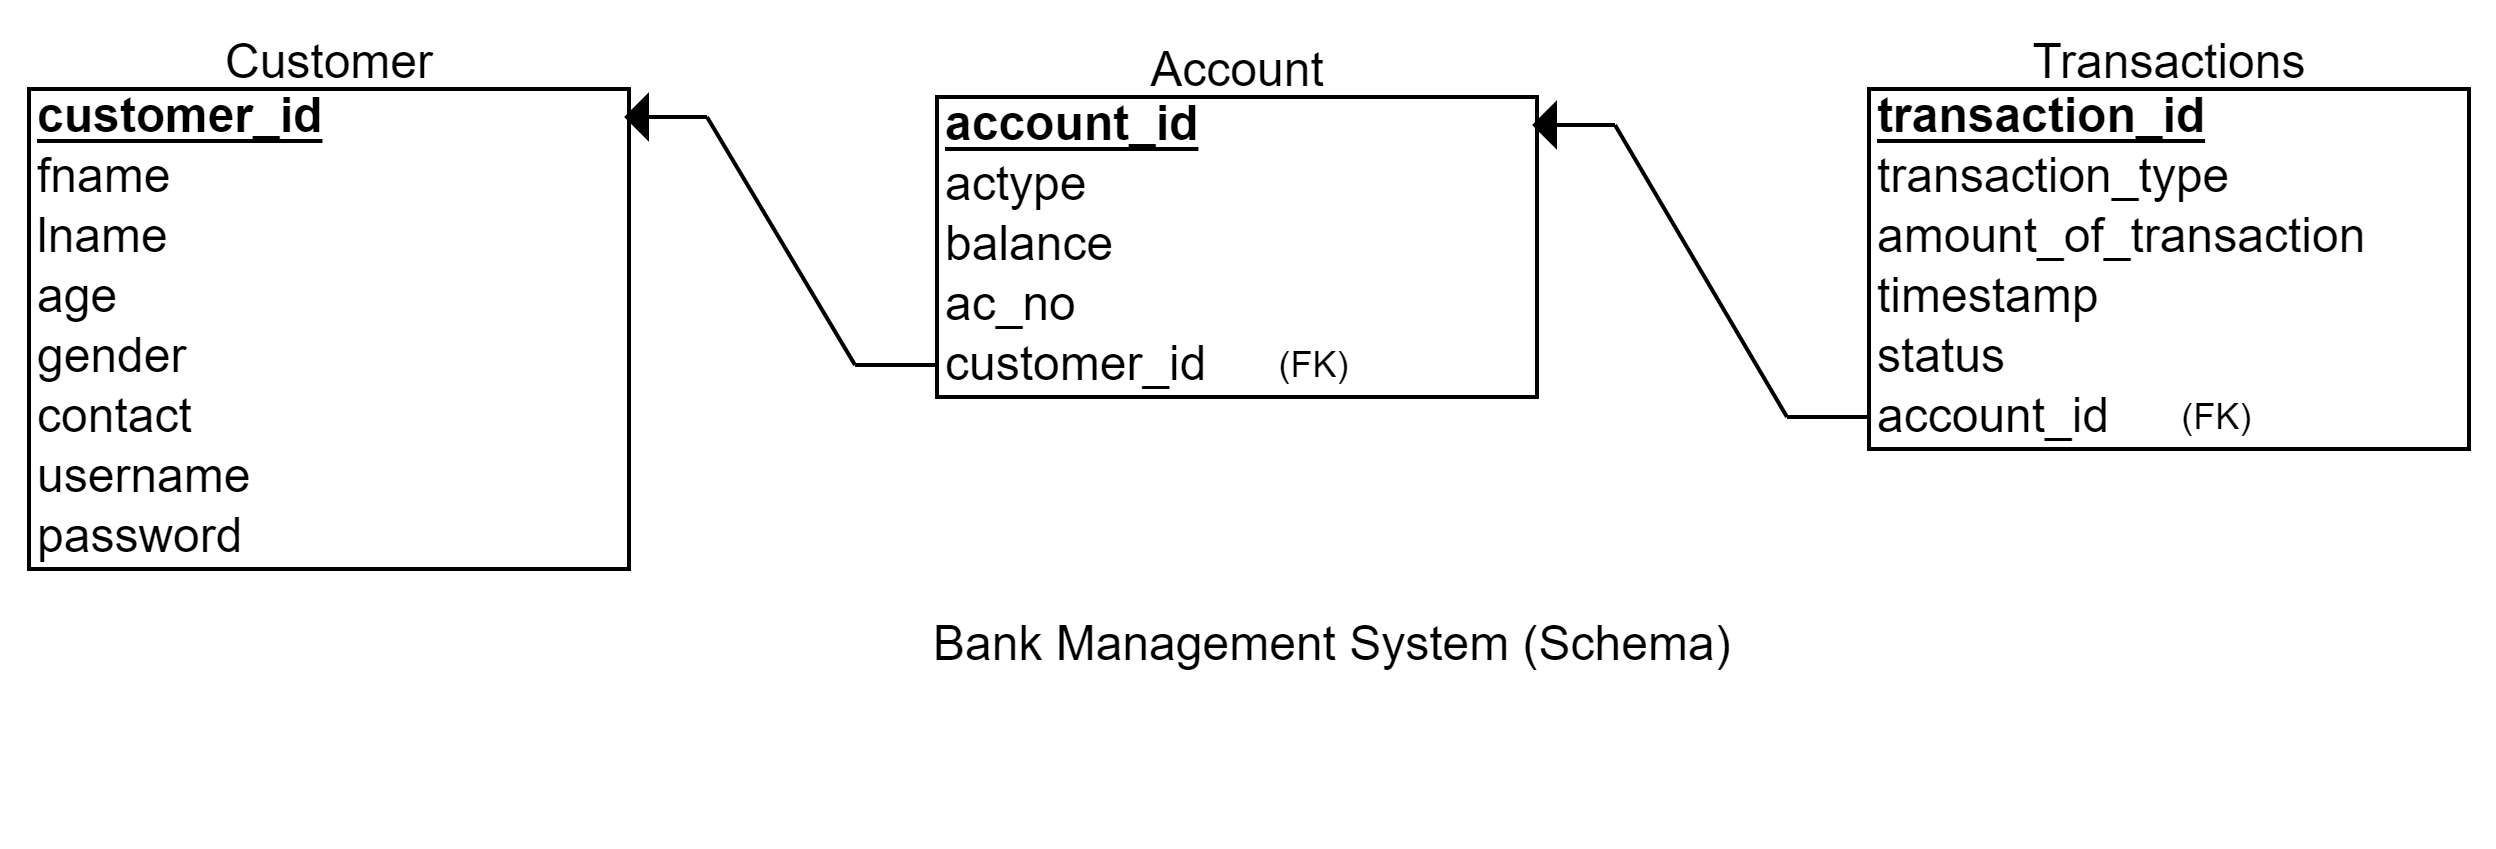 Customer
customer_id
fname
lname
age
gender
contact
username
password
Account
account_id
actype
balance
ac_no
customer_id (FK)
Transactions
transaction_id
transaction_type
amount_of_transaction
timestamp
status
account_id (FK)
Bank Management System (Schema)